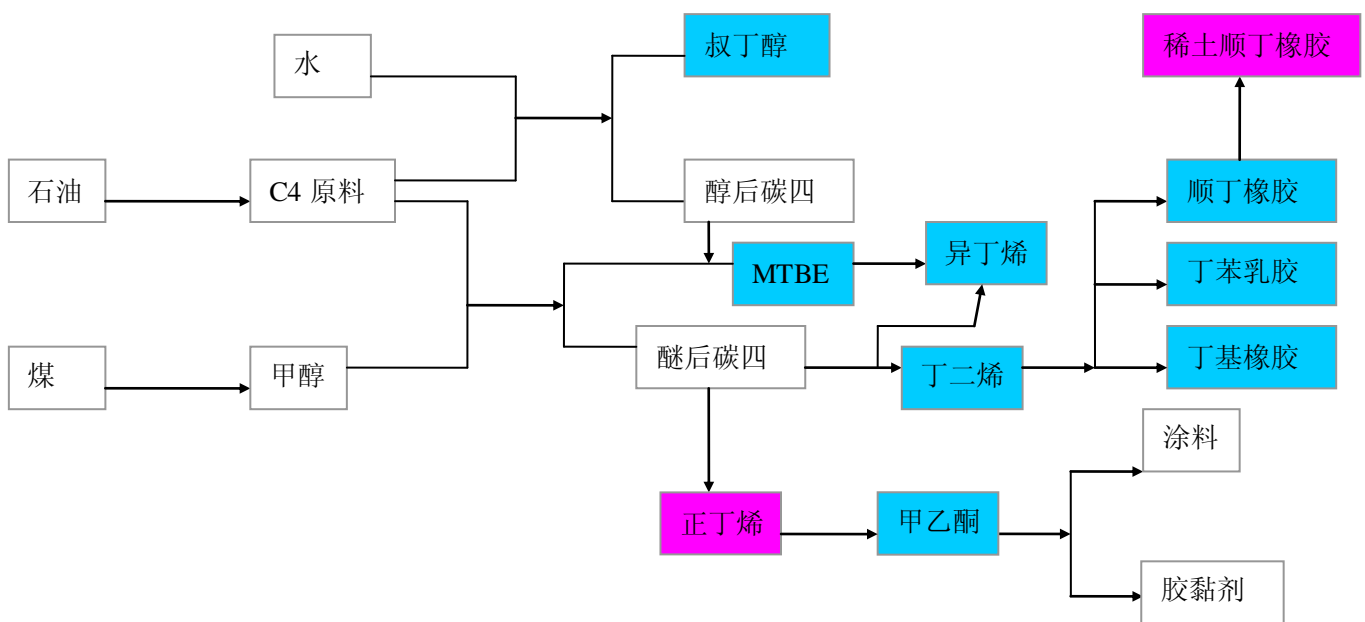 叔丁醇
稀土顺丁橡胶
水
石油
C4 原料
醇后碳四
顺丁橡胶
异丁烯
MTBE
丁苯乳胶
煤
甲醇
醚后碳四
丁二烯
丁基橡胶
涂料
正丁烯
甲乙酮
胶黏剂